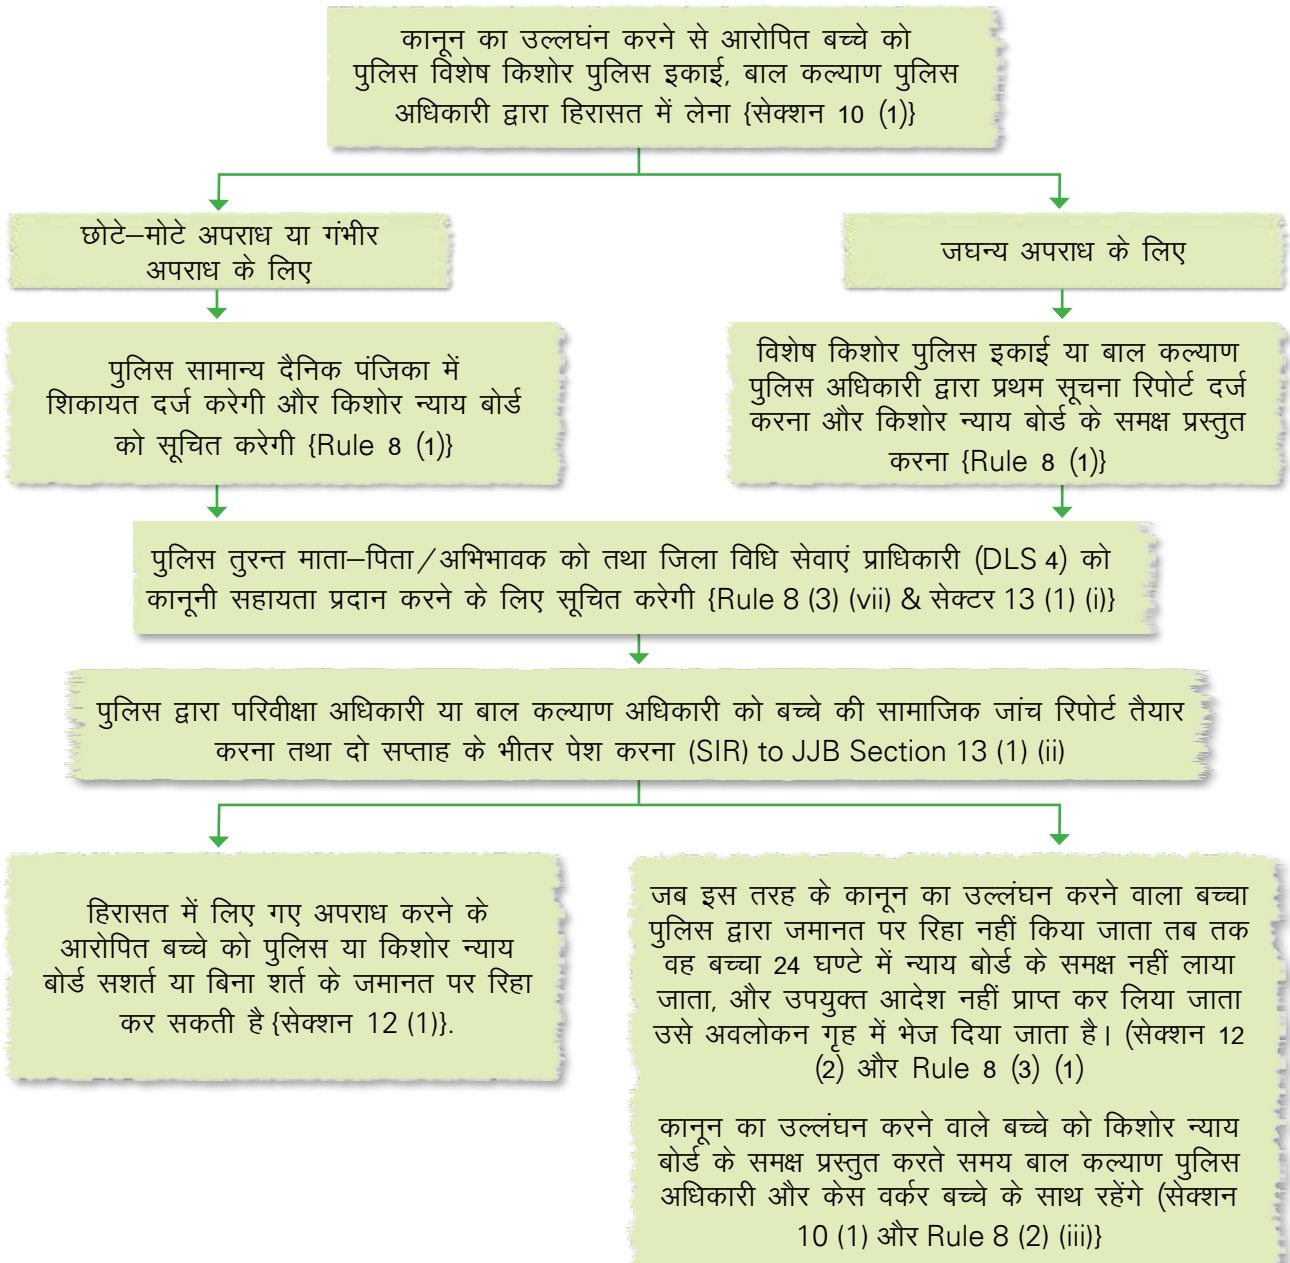 कानून का उल्लघंन करने से आरोपित बच्चे को
पुलिस विशेष किशोर पुलिस इकाई, बाल कल्याण पुलिस
अधिकारी द्वारा हिरासत में लेना {सेक्शन 10 (1)}
छोटे–मोटे अपराध या गंभीर
अपराध के लिए
जघन्य अपराध के लिए
पुलिस सामान्य दैनिक पंजिका में
शिकायत दर्ज करेगी और किशोर न्याय बोर्ड
को सूचित करेगी {Rule 8 (1)}
विशेष किशोर पुलिस इकाई या बाल कल्याण
पुलिस अधिकारी द्वारा प्रथम सूचना रिपोर्ट दर्ज
करना और किशोर न्याय बोर्ड के समक्ष प्रस्तुत
करना {Rule 8 (1)}
पुलिस तुरन्त माता–पिता/अभिभावक को तथा जिला विधि सेवाएं प्राधिकारी (DLS 4) को
कानूनी सहायता प्रदान करने के लिए सूचित करेगी {Rule 8 (3) (vii) & सेक्टर 13 (1) (i)}
पुलिस द्वारा परिवीक्षा अधिकारी या बाल कल्याण अधिकारी को बच्चे की सामाजिक जांच रिपोर्ट तैयार
करना तथा दो सप्ताह के भीतर पेश करना (SIR) to JJB Section 13 (1) (ii)
हिरासत में लिए गए अपराध करने के
आरोपित बच्चे को पुलिस या किशोर न्याय
बोर्ड सशर्त या बिना शर्त के जमानत पर रिहा
कर सकती है {सेक्शन 12 (1)}.
जब इस तरह के कानून का उल्लंघन करने वाला बच्चा
पुलिस द्वारा जमानत पर रिहा नहीं किया जाता तब तक
वह बच्चा 24 घण्टे में न्याय बोर्ड के समक्ष नहीं लाया
जाता, और उपयुक्त आदेश नहीं प्राप्त कर लिया जाता
उसे अवलोकन गृह में भेज दिया जाता है। (सेक्शन 12
(2) और Rule 8 (3) (1)
कानून का उल्लंघन करने वाले बच्चे को किशोर न्याय
बोर्ड के समक्ष प्रस्तुत करते समय बाल कल्याण पुलिस
अधिकारी और केस वर्कर बच्चे के साथ रहेंगे (सेक्शन
10 (1) और Rule 8 (2) (iii)}